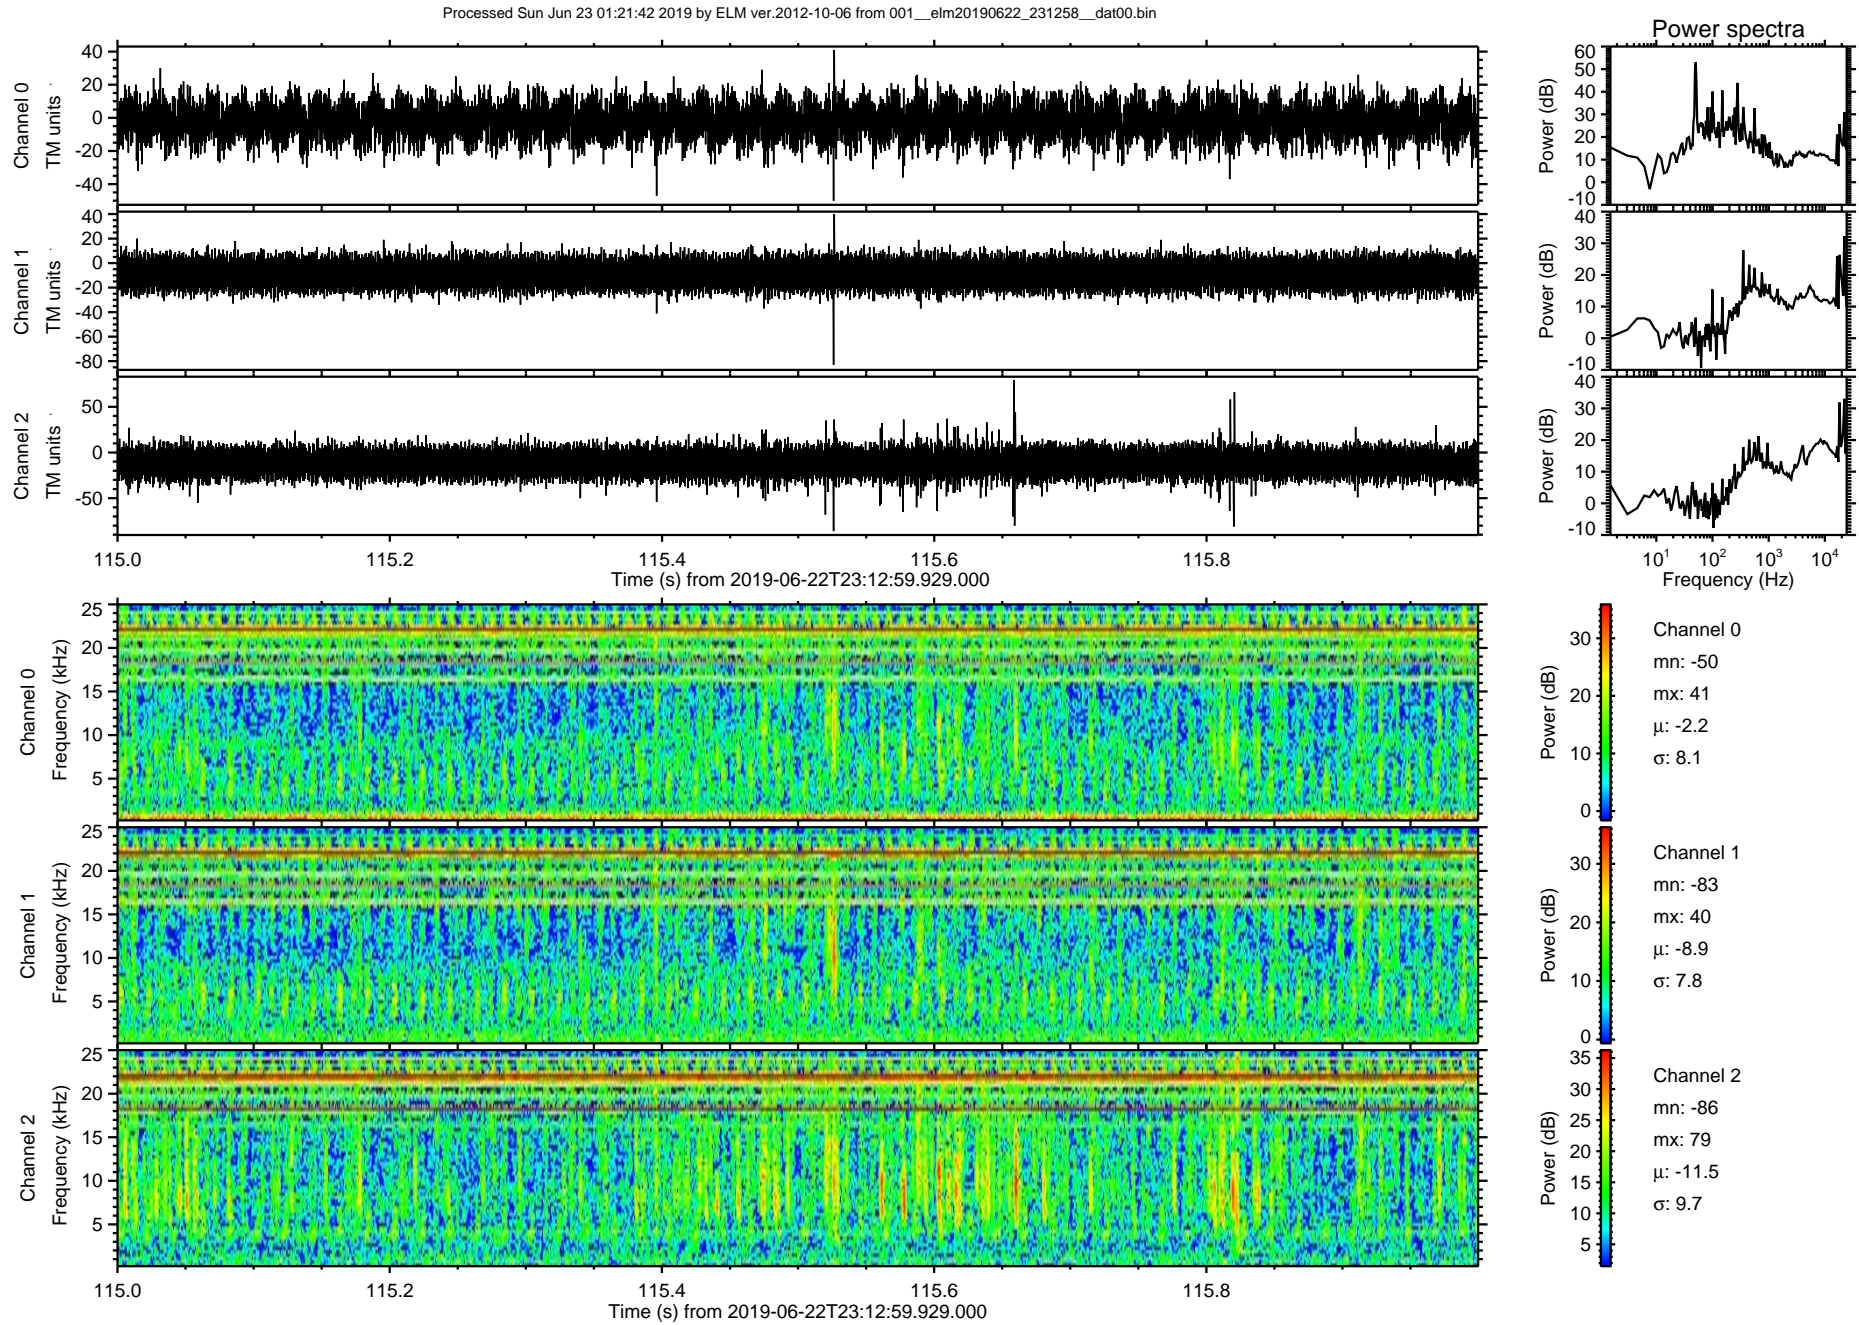 Processed Sun Jun 23 01:21:42 2019 by ELM ver.2012-10-06 from 001__elm20190622_231258__dat00.bin
Power spectra
Channel 0
TM units
40
20
0
-20
-40
Power (dB)
60
50
40
30
20
10
0
-10
Channel 1
TM units
40
20
0
-20
-40
-60
-80
Power (dB)
40
30
20
10
0
-10
Channel 2
TM units
50
0
-50
Power (dB)
40
30
20
10
0
-10
115.0 115.2 115.4 115.6 115.8
Time (s) from 2019-06-22T23:12:59.929.000
10¹ 10² 10³ 10⁴
Frequency (Hz)
Channel 0
Frequency (kHz)
25
20
15
10
5
Power (dB)
30
20
10
0
Channel 0
mn: -50
mx: 41
μ: -2.2
σ: 8.1
Channel 1
Frequency (kHz)
25
20
15
10
5
Power (dB)
30
20
10
0
Channel 1
mn: -83
mx: 40
μ: -8.9
σ: 7.8
Channel 2
Frequency (kHz)
25
20
15
10
5
Power (dB)
35
30
25
20
15
10
5
Channel 2
mn: -86
mx: 79
μ: -11.5
σ: 9.7
115.0 115.2 115.4 115.6 115.8
Time (s) from 2019-06-22T23:12:59.929.000